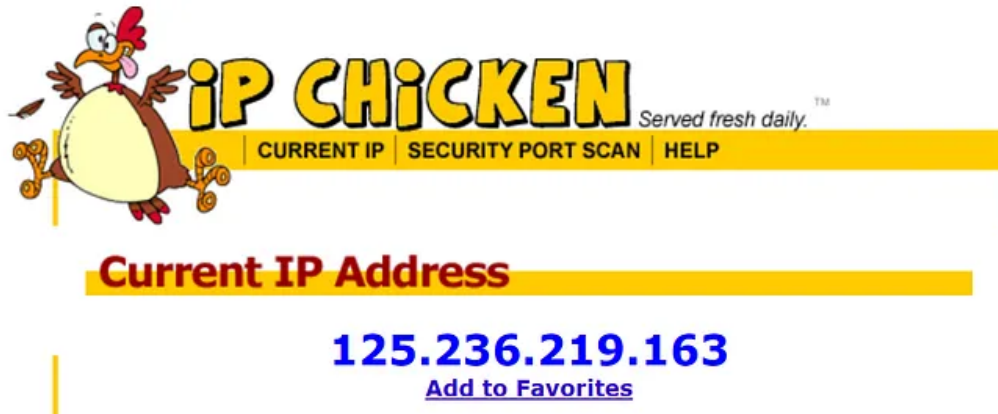 iP CHiCKEN Served fresh daily. ™
CURRENT IP | SECURITY PORT SCAN | HELP
Current IP Address
125.236.219.163
Add to Favorites